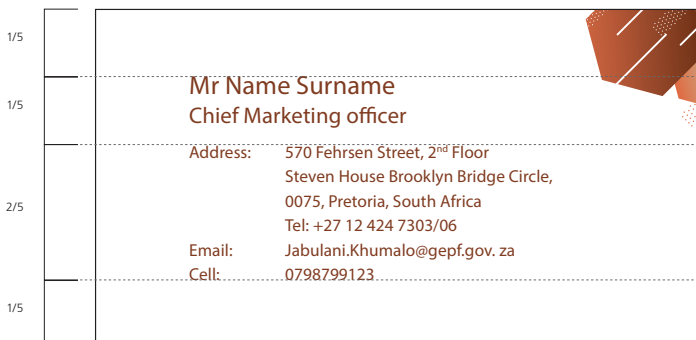 1/5
1/5
Mr Name Surname
Chief Marketing officer
Address: 570 Fehrsen Street, 2nd Floor
Steven House Brooklyn Bridge Circle,
2/5
0075, Pretoria, South Africa
Tel: +27 12 424 7303/06
Email: Jabulani.Khumalo@gepf.gov. za
Cell: 0798799123
1/5